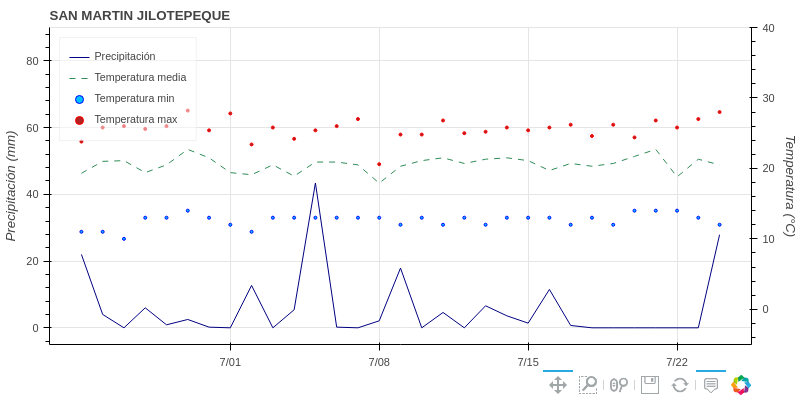 SAN MARTIN JILOTEPEQUE
Precipitación
Temperatura media
Temperatura min
Temperatura max
Precipitación (mm)
80
60
40
20
0
40
30
20
10
0
Temperatura (°C)
7/01
7/08
7/15
7/22